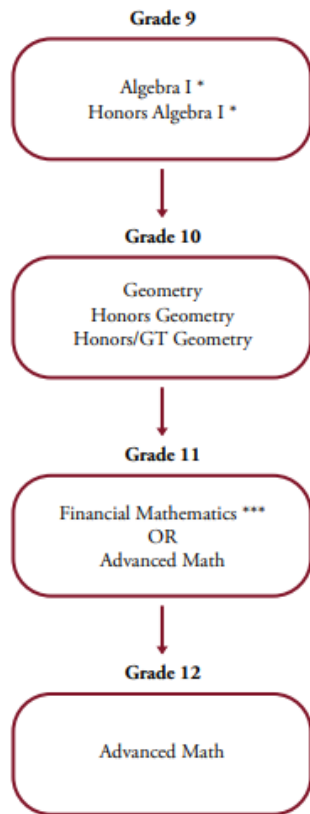 Grade 9
Algebra I *
Honors Algebra I *
Grade 10
Geometry
Honors Geometry
Honors/GT Geometry
Grade 11
Financial Mathematics ***
OR
Advanced Math
Grade 12
Advanced Math